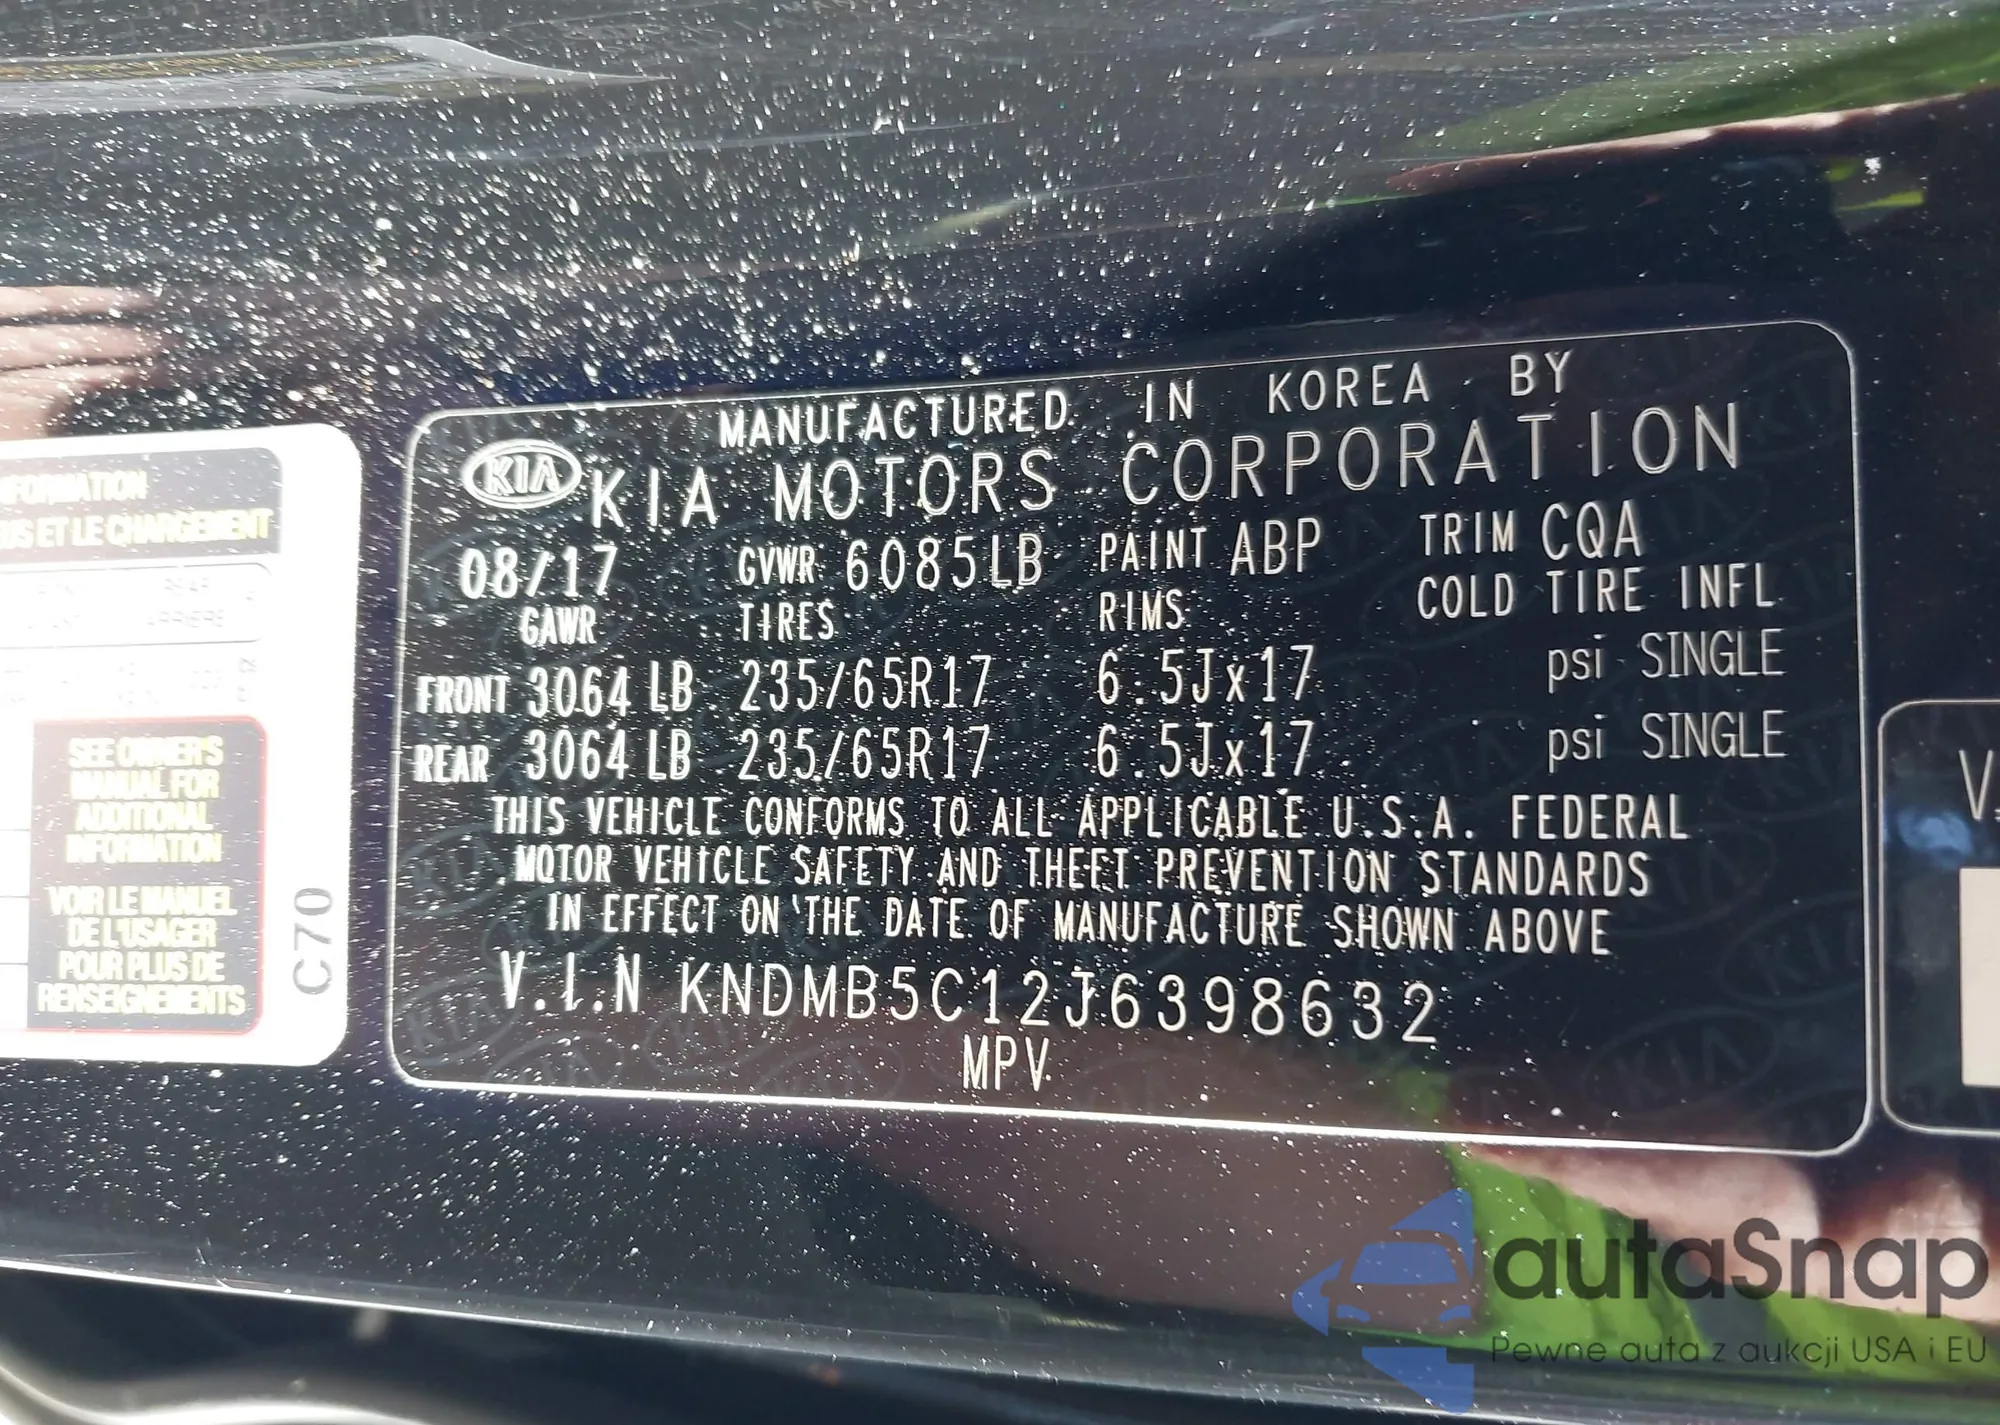 MANUFACTURED IN KOREA BY
KIA KIA MOTORS CORPORATION
08/17 GVWR 6085LB PAINT ABP TRIM CQA
GAWR TIRES RIMS COLD TIRE INFL
FRONT 3064 LB 235/65R17 6.5Jx17 psi SINGLE
REAR 3064 LB 235/65R17 6.5Jx17 psi SINGLE
THIS VEHICLE CONFORMS TO ALL APPLICABLE U.S.A. FEDERAL
MOTOR VEHICLE SAFETY AND THEFT PREVENTION STANDARDS
IN EFFECT ON THE DATE OF MANUFACTURE SHOWN ABOVE
V.I.N KNDMB5C12J6398632
MPV
ET LE CHARGEMENT
REAR
SEE OWNER'S
MANUAL FOR
ADDITIONAL
INFORMATION
VOIR LE MANUEL
DE L'USAGER
POUR PLUS DE
RENSEIGNEMENTS
C70
V.
autaSnap
Pewne auta z aukcji USA i EU